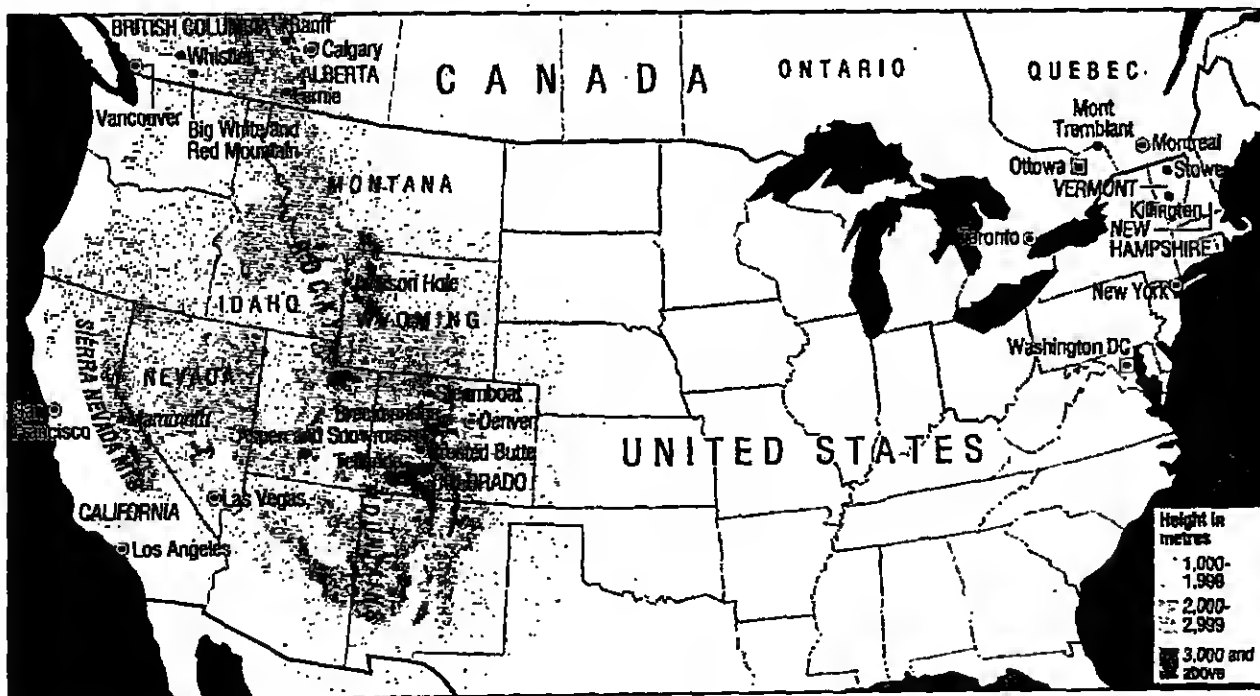 BRITISH COLUMBIA
Banff
Whistler
Calgary
ALBERTA
Fernie
Vancouver
Big White and
Red Mountain
CANADA
ONTARIO
QUEBEC
Mont
Tremblant
Montreal
Ottowa
Stowe
VERMONT
Killington
NEW
HAMPSHIRE
Toronto
New York
Washington DC
MONTANA
ROCKY
Jackson Hole
IDAHO
WYOMING
SIERRA NEVADA MTS
NEVADA
Mammoth
San
Francisco
Steamboat
Breckenridge
Denver
Aspen and Snowmass
Crested Butte
Telluride
COLORADO
UNITED STATES
Las Vegas
CALIFORNIA
Los Angeles
Height in
metres
1,000-
1,998
2,000-
2,999
3,000 and
above